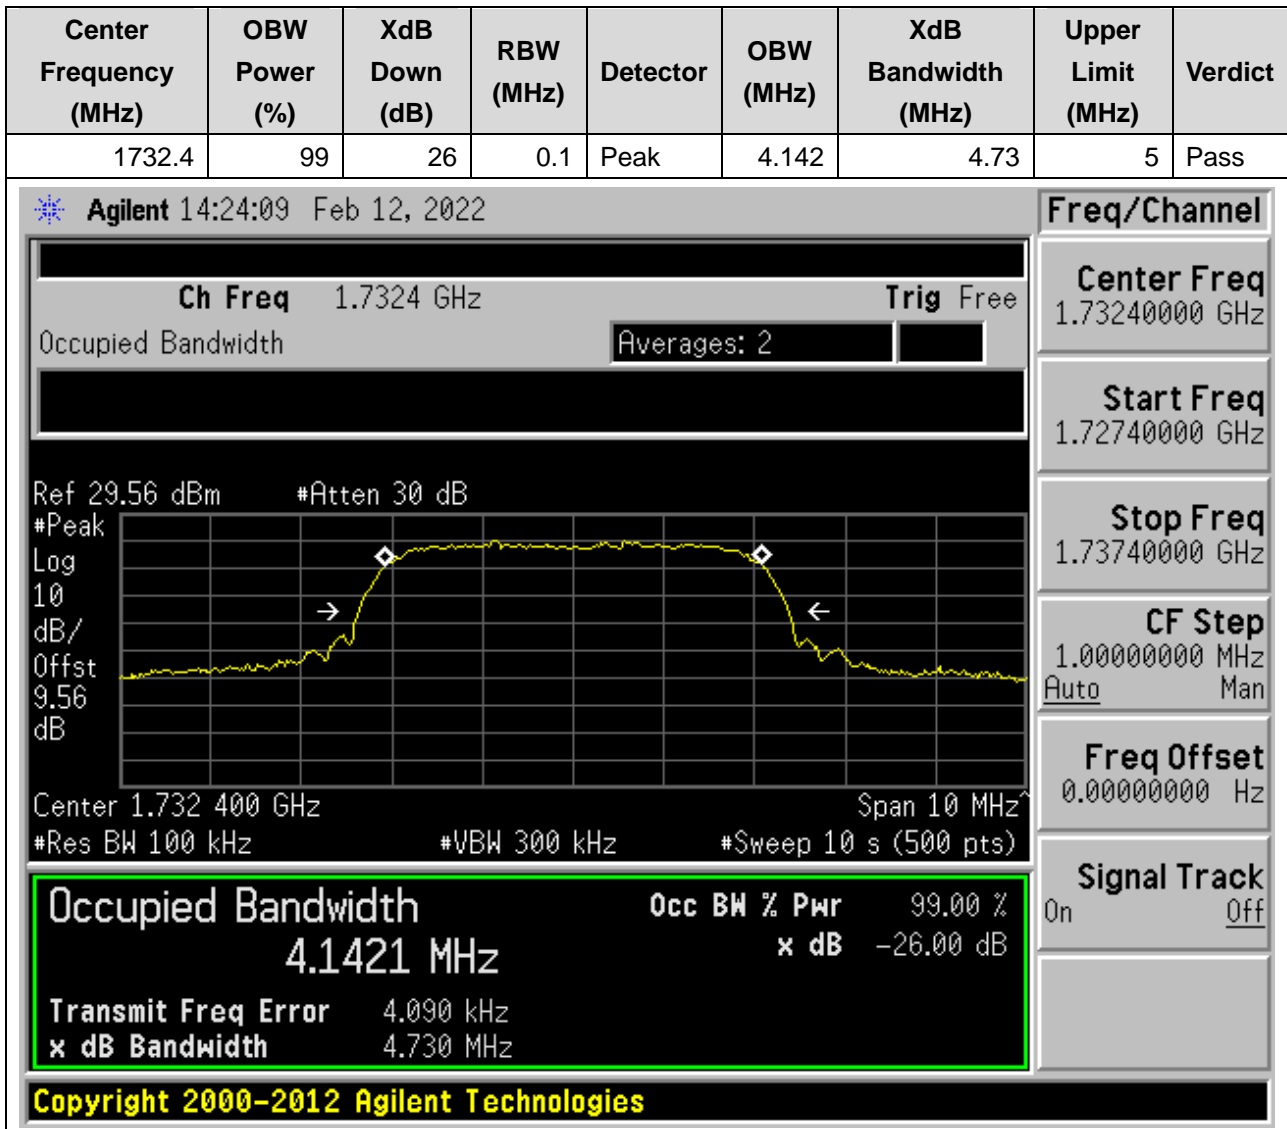 Center Frequency (MHz) OBW Power (%) XdB Down (dB) RBW (MHz) Detector OBW (MHz) XdB Bandwidth (MHz) Upper Limit (MHz) Verdict
1732.4 99 26 0.1 Peak 4.142 4.73 5 Pass
Agilent 14:24:09 Feb 12, 2022
Freq/Channel
Ch Freq 1.7324 GHz Trig Free
Occupied Bandwidth Averages: 2
Ref 29.56 dBm #Atten 30 dB
#Peak
Log
10
dB/
Offst
9.56
dB
Center 1.732 400 GHz Span 10 MHz^
#Res BW 100 kHz #VBW 300 kHz #Sweep 10 s (500 pts)
Occupied Bandwidth Occ BW % Pwr 99.00 %
4.1421 MHz x dB -26.00 dB
Transmit Freq Error 4.090 kHz
x dB Bandwidth 4.730 MHz
Center Freq
1.73240000 GHz
Start Freq
1.72740000 GHz
Stop Freq
1.73740000 GHz
CF Step
1.00000000 MHz
Auto Man
Freq Offset
0.00000000 Hz
Signal Track
On Off
Copyright 2000-2012 Agilent Technologies